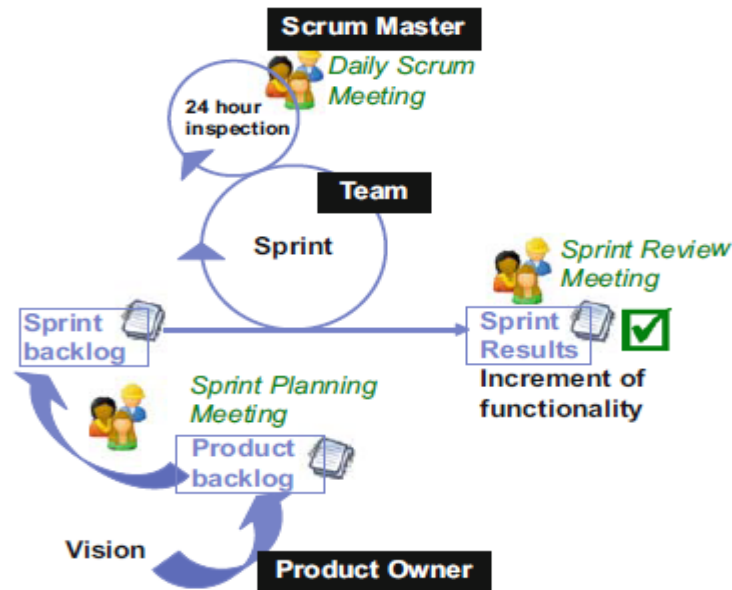 Scrum Master
Daily Scrum
Meeting
24 hour
inspection
Team
Sprint
Sprint Review
Meeting
Sprint
backlog
Sprint
Results
Increment of
functionality
Sprint Planning
Meeting
Product
backlog
Vision
Product Owner